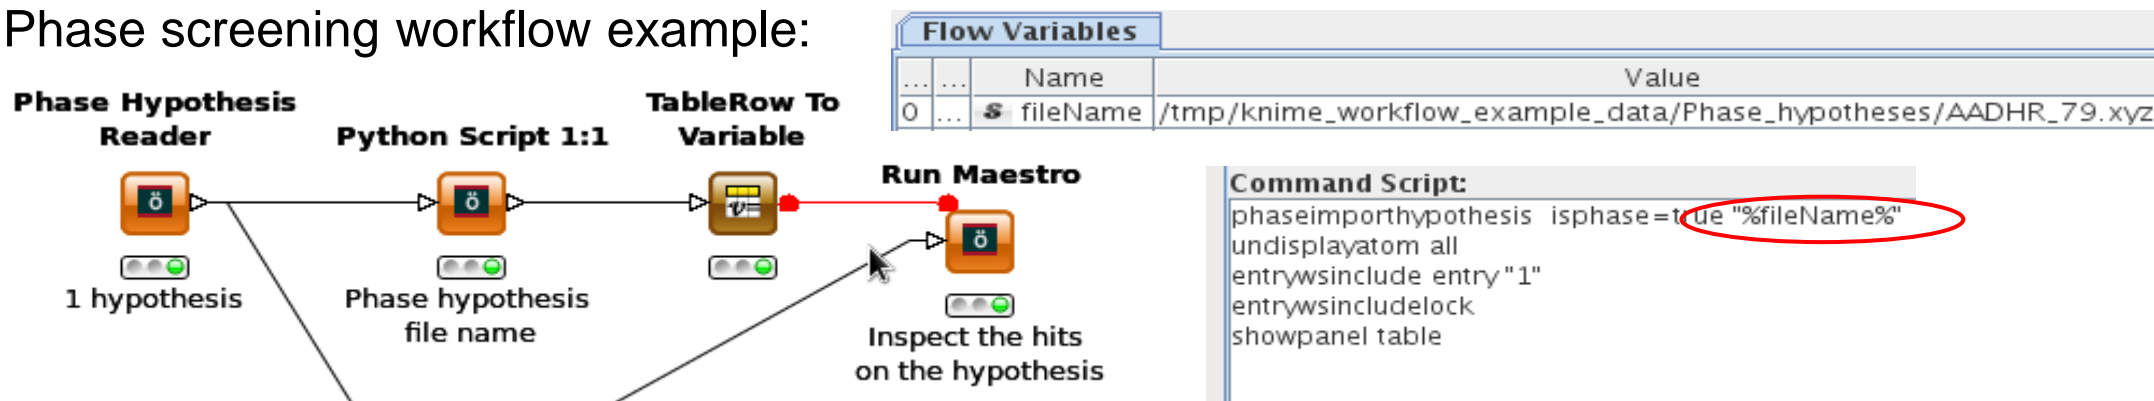 Phase screening workflow example:
Flow Variables
... ... Name Value
0 ... S fileName /tmp/knime_workflow_example_data/Phase_hypotheses/AADHR_79.xyz
Phase Hypothesis
Reader
Python Script 1:1
TableRow To
Variable
Run Maestro
1 hypothesis
Phase hypothesis
file name
Inspect the hits
on the hypothesis
Command Script:
phaseimporthypothesis isphase=true "%fileName%"
undisplayatom all
entrywsinclude entry "1"
entrywsincludelock
showpanel table